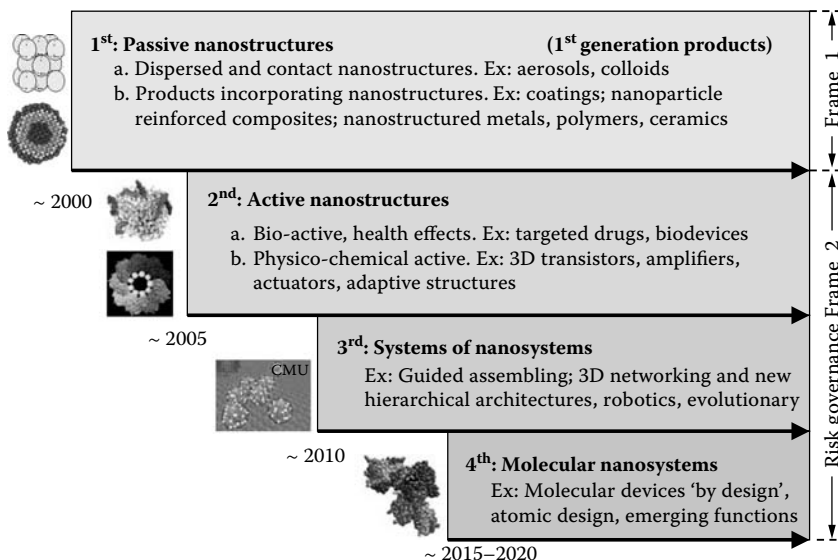 1st: Passive nanostructures (1st generation products)
a. Dispersed and contact nanostructures. Ex: aerosols, colloids
b. Products incorporating nanostructures. Ex: coatings; nanoparticle
reinforced composites; nanostructured metals, polymers, ceramics
~ 2000
2nd: Active nanostructures
a. Bio-active, health effects. Ex: targeted drugs, biodevices
b. Physico-chemical active. Ex: 3D transistors, amplifiers,
actuators, adaptive structures
~ 2005
CMU
3rd: Systems of nanosystems
Ex: Guided assembling; 3D networking and new
hierarchical architectures, robotics, evolutionary
~ 2010
4th: Molecular nanosystems
Ex: Molecular devices ‘by design’,
atomic design, emerging functions
~ 2015–2020
Frame 1
Risk governance Frame 2